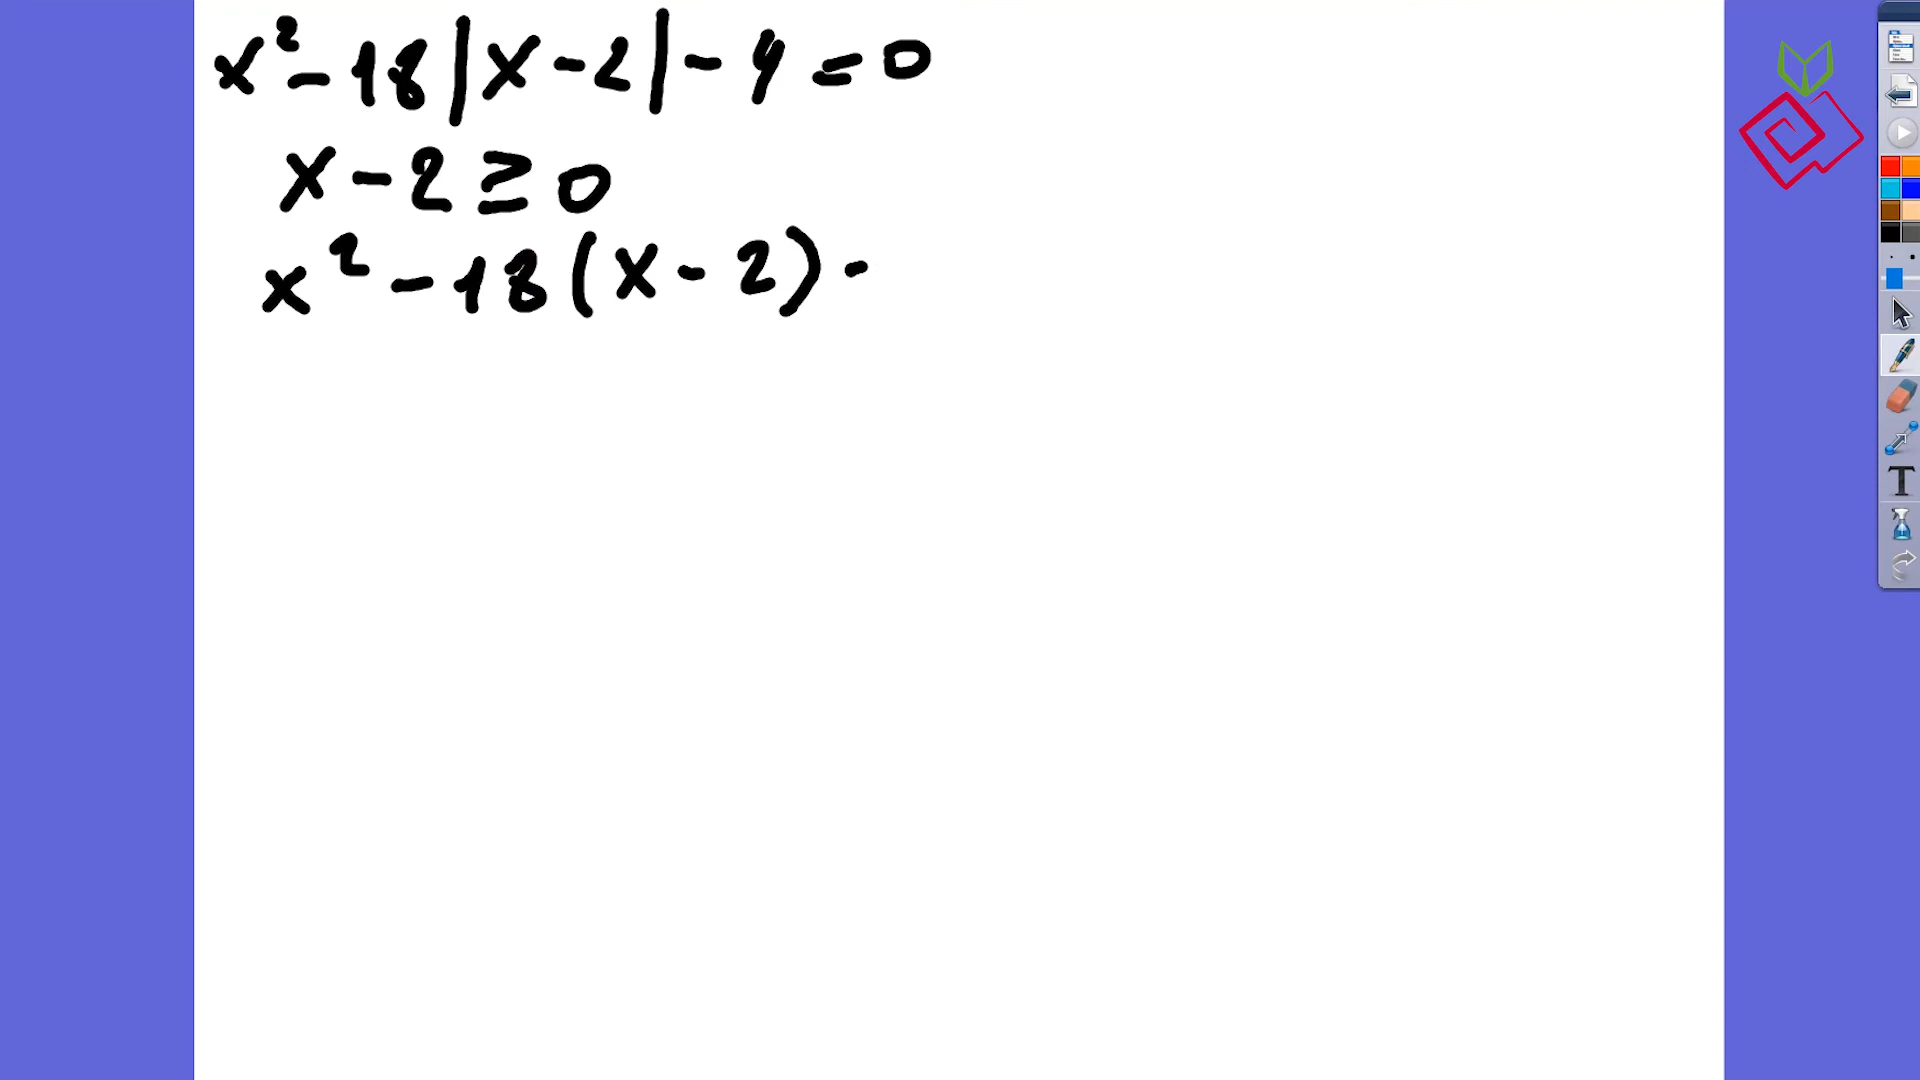 x² - 18|x - 2| - 4 = 0
x - 2 ≥ 0
x² - 18(x - 2) -
T